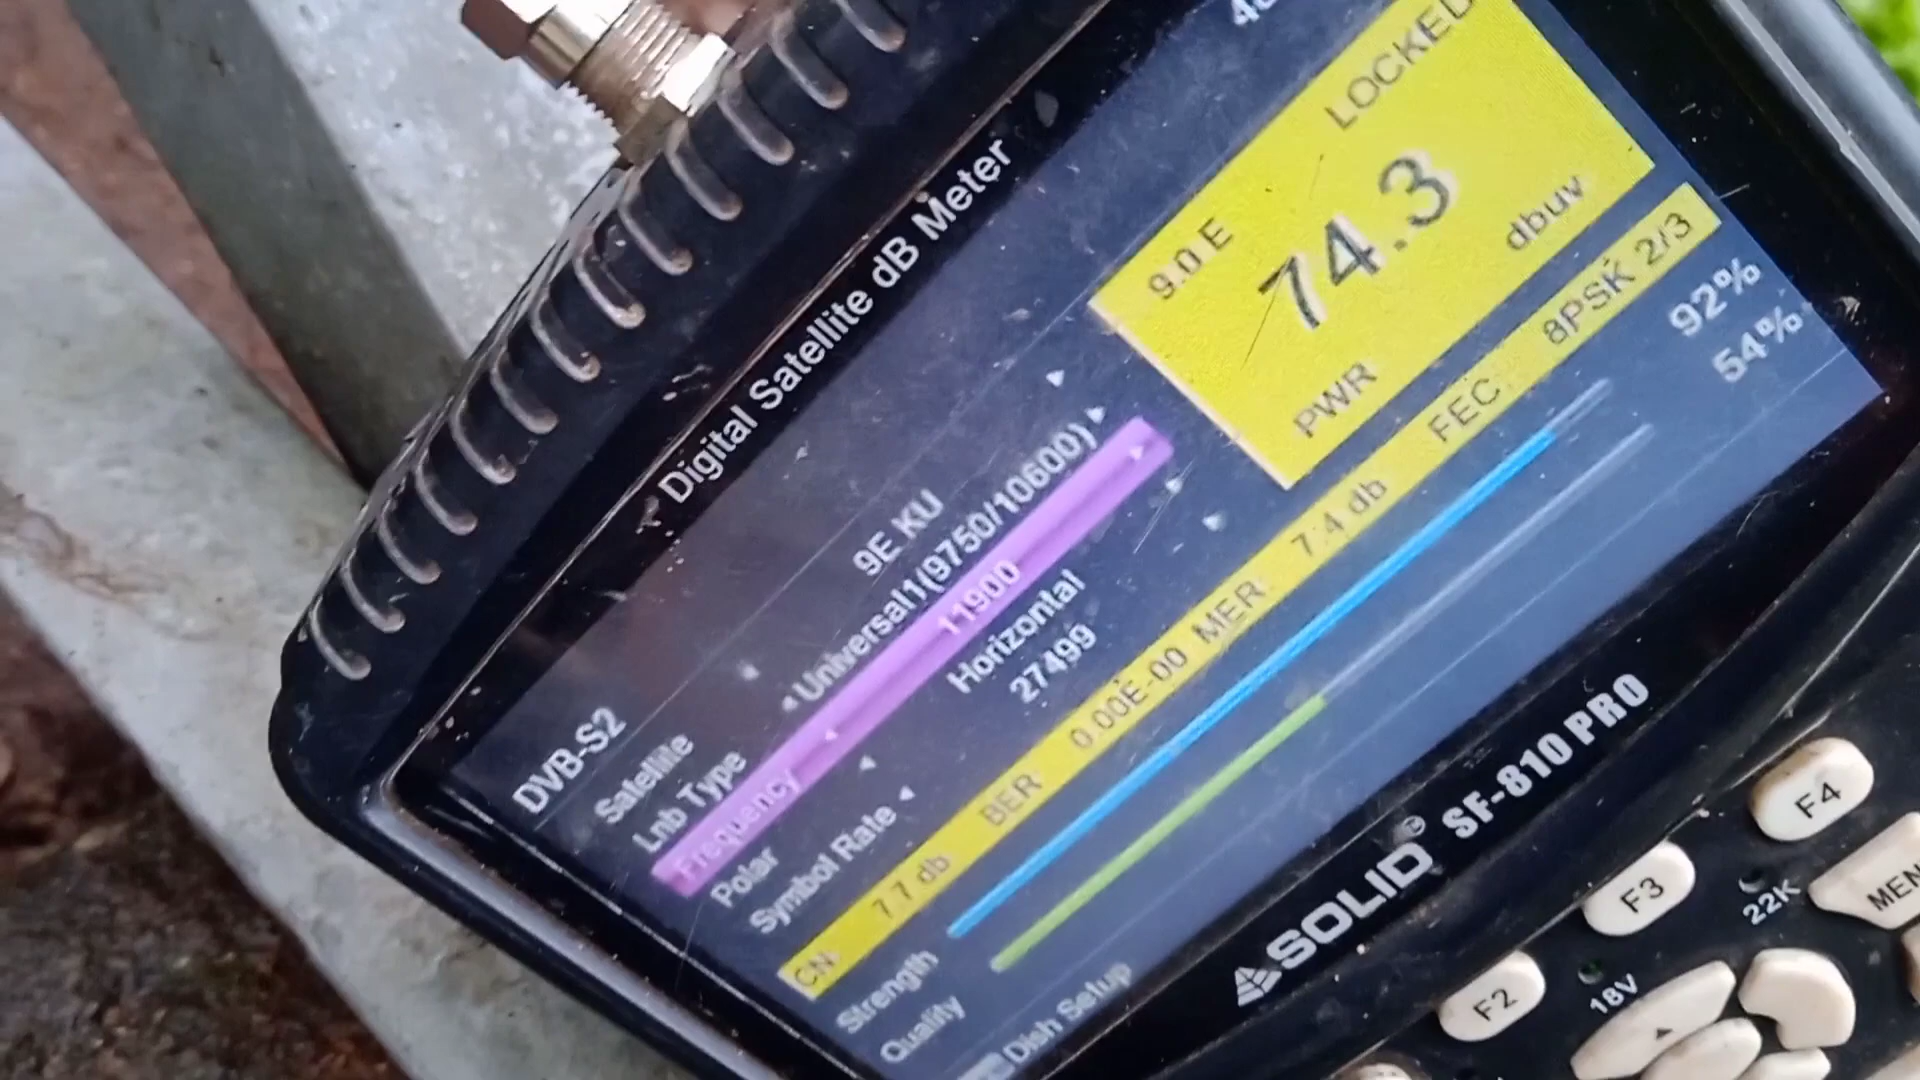 Digital Satellite dB Meter
DVB-S2
Satellite 9E KU
Lnb Type Universal1(9750/10600)
Frequency 11900
Polar Horizontal
Symbol Rate 27499
9.0 E LOCKED
74.3
PWR dbuv
CN 7.7 db BER 0.00E-00 MER 7.4 db FEC 8PSK 2/3
Strength 92%
Quality 54%
Dish Setup
SOLID SF-810 PRO
F2 F3 F4
18V 22K